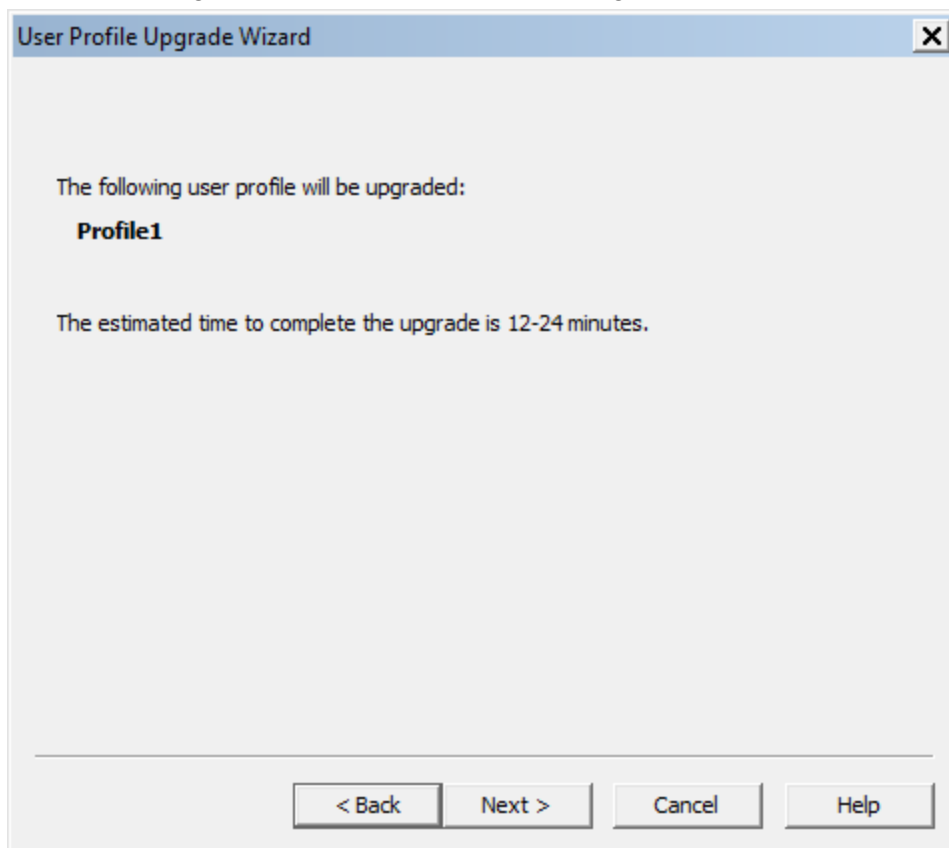 User Profile Upgrade Wizard
The following user profile will be upgraded:
Profile1
The estimated time to complete the upgrade is 12-24 minutes.
< Back Next > Cancel Help